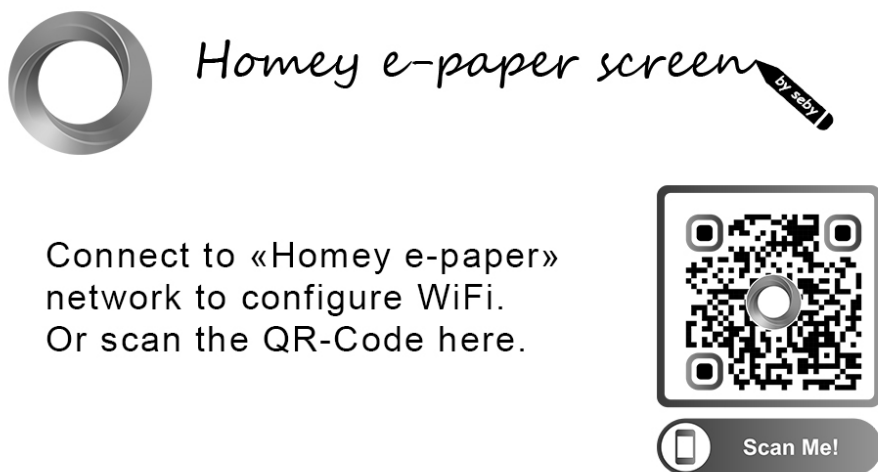 Homey e-paper screen
by seby
Connect to «Homey e-paper»
network to configure WiFi.
Or scan the QR-Code here.
Scan Me!